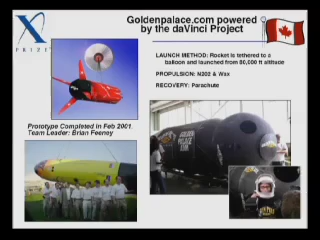 Goldenpalace.com powered
by the daVinci Project
X
PRIZE
LAUNCH METHOD: Rocket is tethered to a
balloon and launched from 80,000 ft altitude
PROPULSION: N2O2 & Wax
RECOVERY: Parachute
Prototype Completed in Feb 2001.
Team Leader: Brian Feeney
GOLDEN
PALACE
.COM